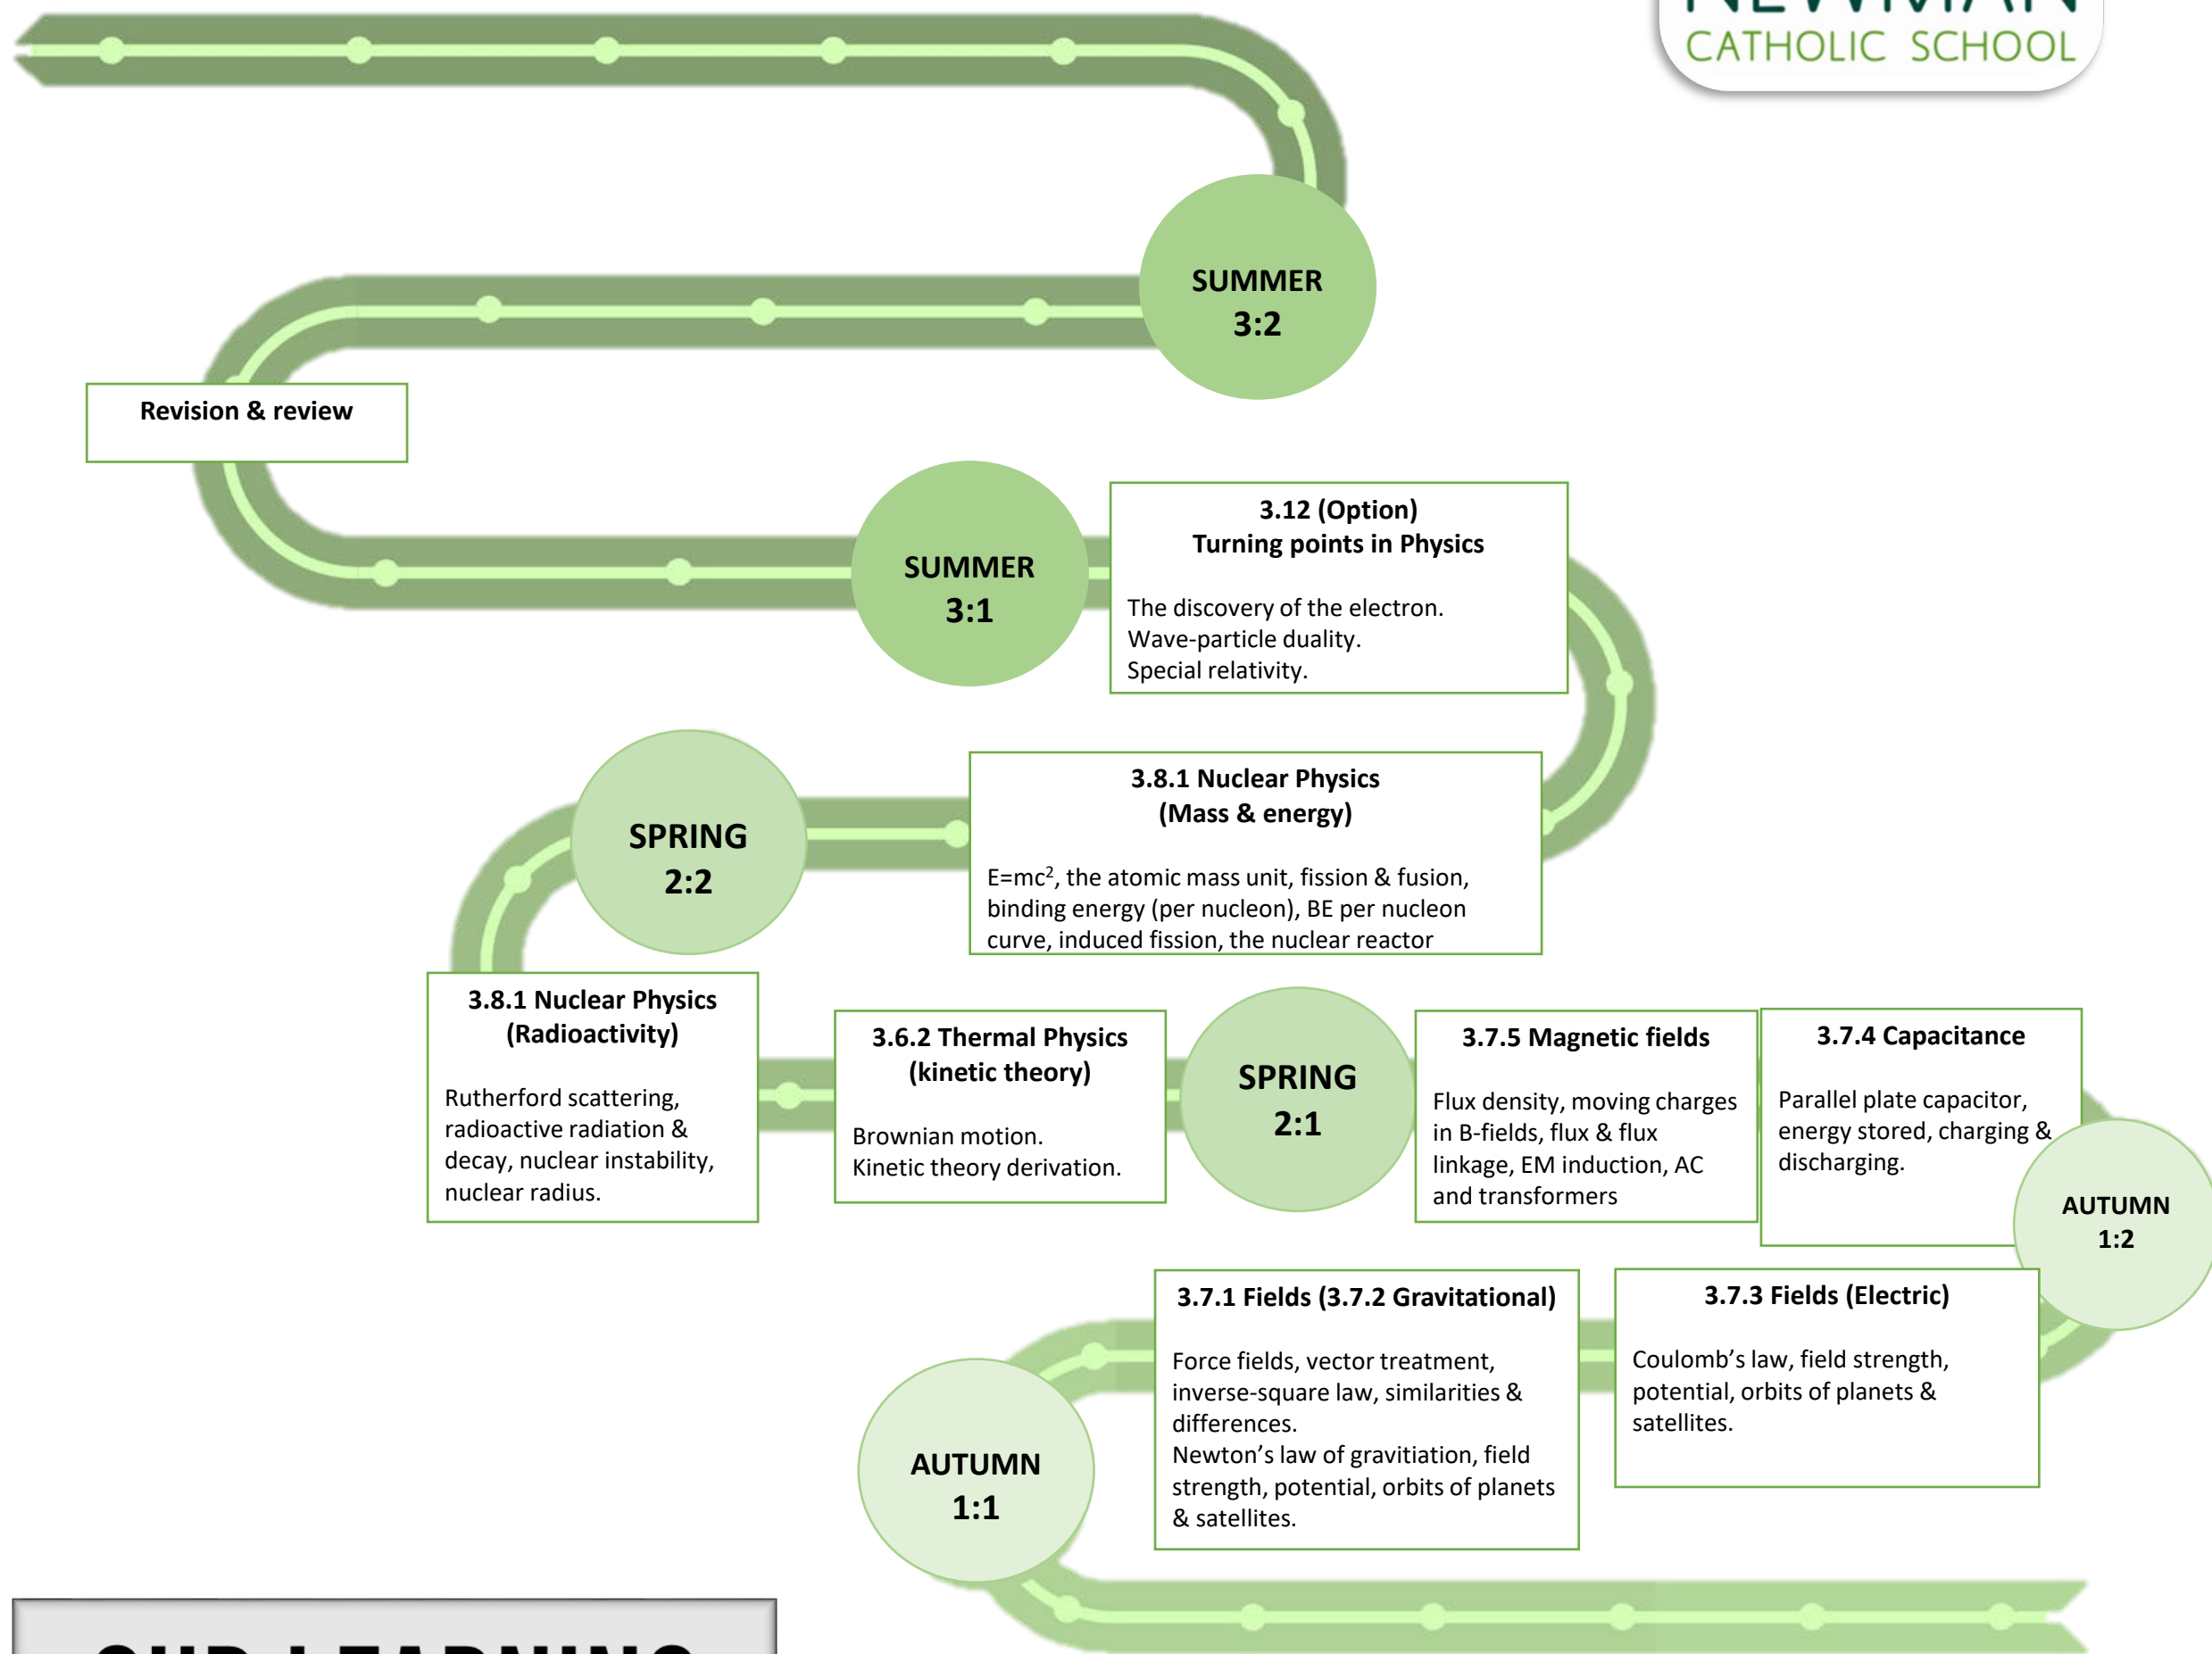 NEWMAN
CATHOLIC SCHOOL
SUMMER
3:2
Revision & review
SUMMER
3:1
3.12 (Option)
Turning points in Physics
The discovery of the electron.
Wave-particle duality.
Special relativity.
SPRING
2:2
3.8.1 Nuclear Physics
(Mass & energy)
E=mc², the atomic mass unit, fission & fusion,
binding energy (per nucleon), BE per nucleon
curve, induced fission, the nuclear reactor
3.8.1 Nuclear Physics
(Radioactivity)
Rutherford scattering,
radioactive radiation &
decay, nuclear instability,
nuclear radius.
3.6.2 Thermal Physics
(kinetic theory)
Brownian motion.
Kinetic theory derivation.
SPRING
2:1
3.7.5 Magnetic fields
Flux density, moving charges
in B-fields, flux & flux
linkage, EM induction, AC
and transformers
3.7.4 Capacitance
Parallel plate capacitor,
energy stored, charging &
discharging.
AUTUMN
1:2
3.7.1 Fields (3.7.2 Gravitational)
Force fields, vector treatment,
inverse-square law, similarities &
differences.
Newton’s law of gravitiation, field
strength, potential, orbits of planets
& satellites.
3.7.3 Fields (Electric)
Coulomb’s law, field strength,
potential, orbits of planets &
satellites.
AUTUMN
1:1
OUR LEARNING